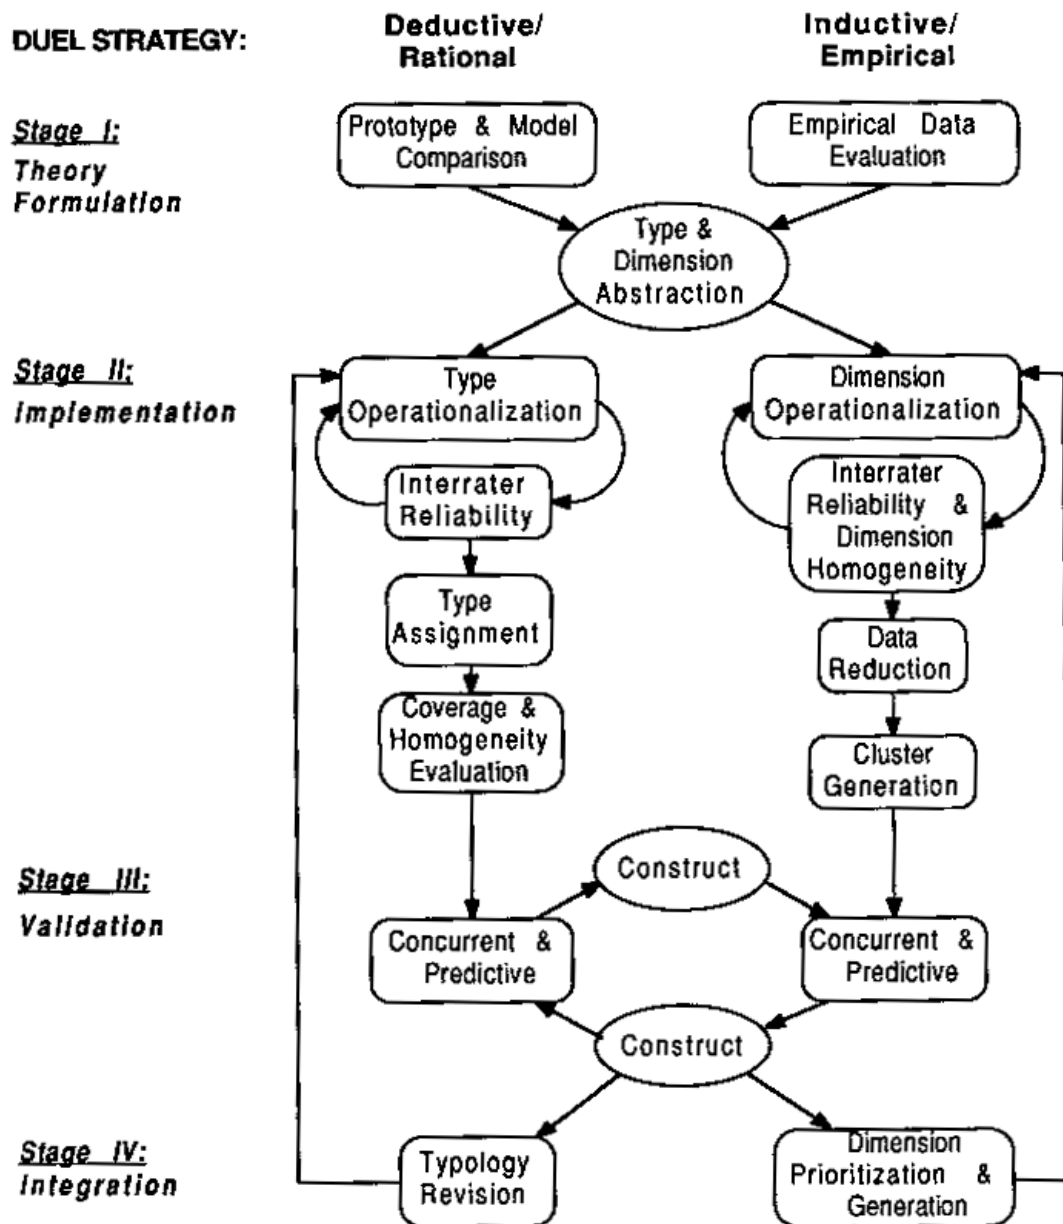 DUEL STRATEGY:
Deductive/
Rational
Inductive/
Empirical
Stage I:
Theory
Formulation
Prototype & Model
Comparison
Empirical Data
Evaluation
Type &
Dimension
Abstraction
Stage II:
Implementation
Type
Operationalization
Dimension
Operationalization
Interrater
Reliability
Interrater
Reliability &
Dimension
Homogeneity
Type
Assignment
Data
Reduction
Coverage &
Homogeneity
Evaluation
Cluster
Generation
Stage III:
Validation
Construct
Concurrent &
Predictive
Concurrent &
Predictive
Construct
Stage IV:
Integration
Typology
Revision
Dimension
Prioritization &
Generation